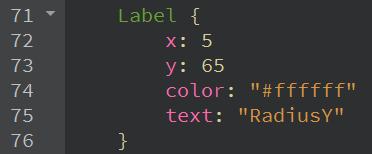 71 Label {
72 x: 5
73 y: 65
74 color: "#ffffff"
75 text: "RadiusY"
76 }